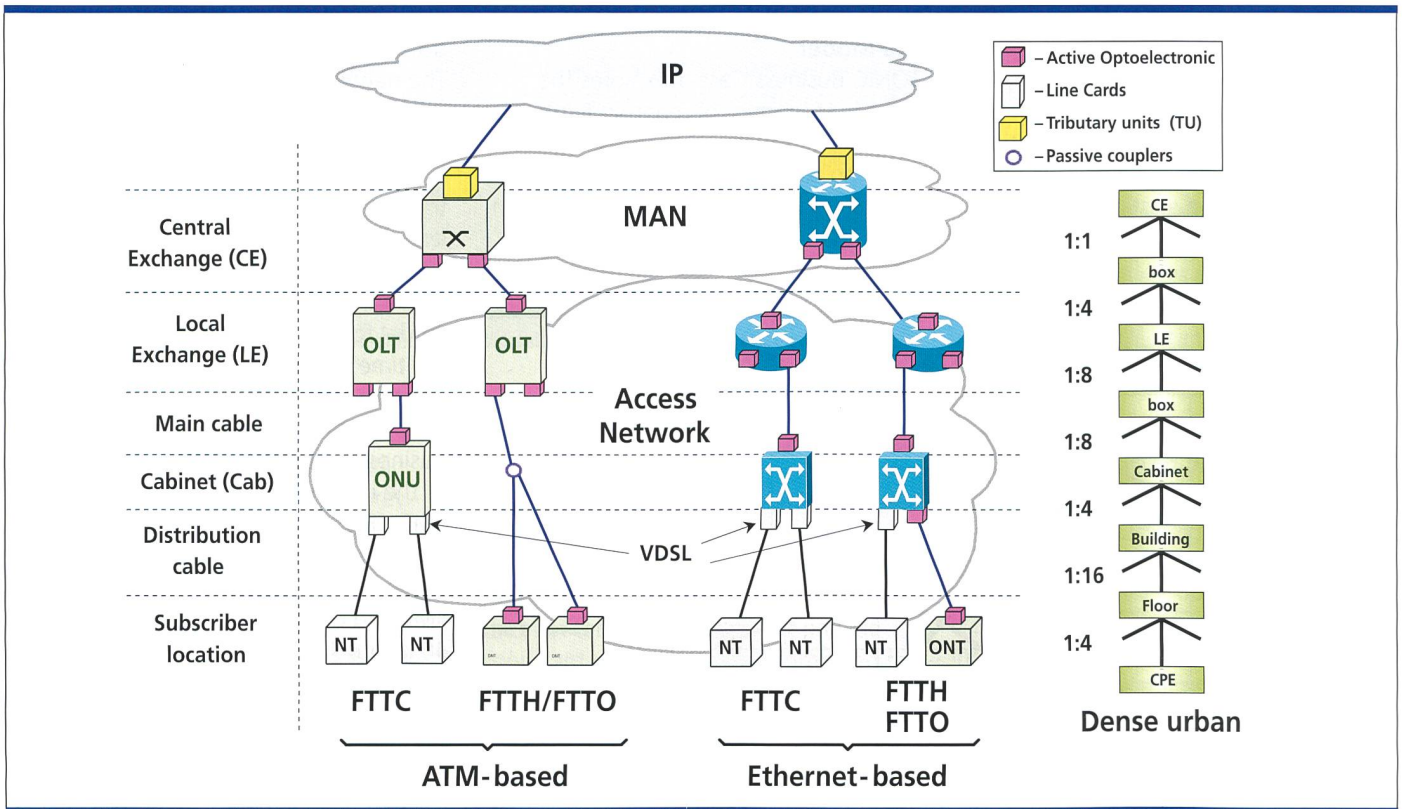 IP
– Active Optoelectronic
– Line Cards
– Tributary units (TU)
– Passive couplers
MAN
Central
Exchange (CE)
Local
Exchange (LE)
OLT
OLT
Main cable
Access
Network
Cabinet (Cab)
ONU
Distribution
cable
VDSL
Subscriber
location
NT
NT
ONT
ONT
NT
NT
NT
ONT
FTTC
FTTH/FTTO
FTTC
FTTH
FTTO
ATM-based
Ethernet-based
CE
1:1
box
1:4
LE
1:8
box
1:8
Cabinet
1:4
Building
1:16
Floor
1:4
CPE
Dense urban